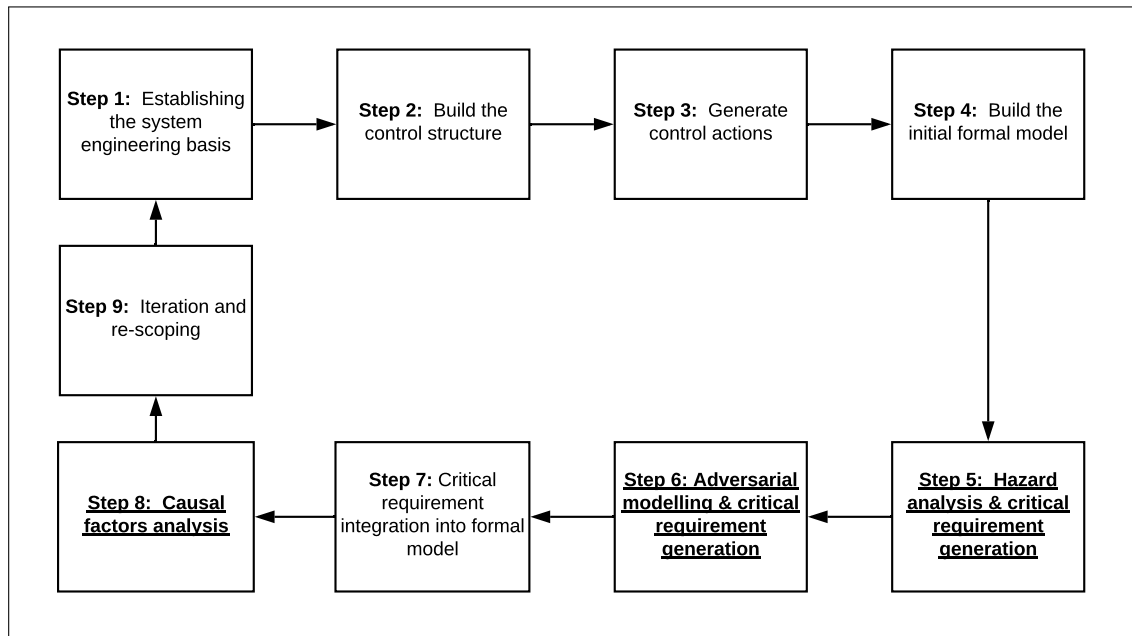 Step 1: Establishing
the system
engineering basis
Step 2: Build the
control structure
Step 3: Generate
control actions
Step 4: Build the
initial formal model
Step 9: Iteration and
re-scoping
Step 8: Causal
factors analysis
Step 7: Critical
requirement
integration into formal
model
Step 6: Adversarial
modelling & critical
requirement
generation
Step 5: Hazard
analysis & critical
requirement
generation